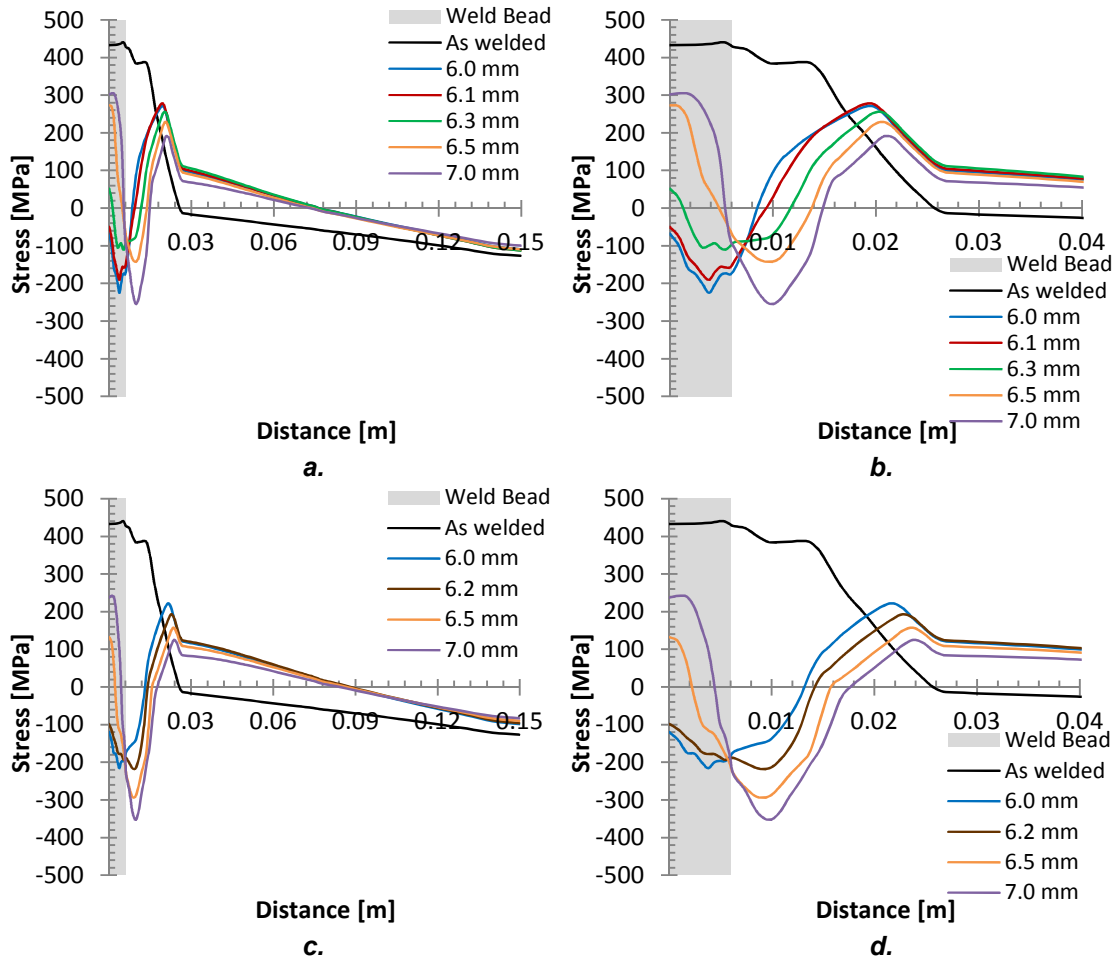 Stress [MPa]
500
400
300
200
100
0
-100
-200
-300
-400
-500
0.03
0.06
0.09
0.12
0.15
Weld Bead
As welded
6.0 mm
6.1 mm
6.3 mm
6.5 mm
7.0 mm
Distance [m]
a.
Stress [MPa]
500
400
300
200
100
0
-100
-200
-300
-400
-500
0.01
0.02
0.03
0.04
Weld Bead
As welded
6.0 mm
6.1 mm
6.3 mm
6.5 mm
7.0 mm
Distance [m]
b.
Stress [MPa]
500
400
300
200
100
0
-100
-200
-300
-400
-500
0.03
0.06
0.09
0.12
0.15
Weld Bead
As welded
6.0 mm
6.2 mm
6.5 mm
7.0 mm
Distance [m]
c.
Stress [MPa]
500
400
300
200
100
0
-100
-200
-300
-400
-500
0.01
0.02
0.03
0.04
Weld Bead
As welded
6.0 mm
6.2 mm
6.5 mm
7.0 mm
Distance [m]
d.